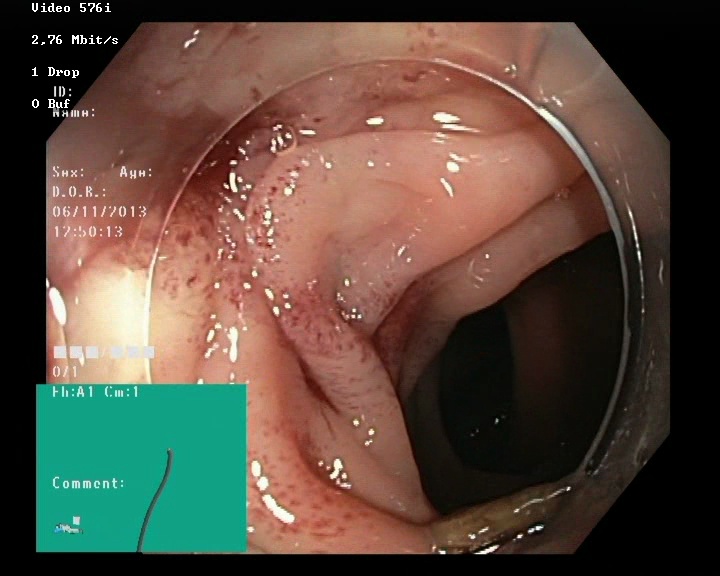 Video 576i
2,76 Mbit/s
1 Drop
ID:
0 Buf
Name:
Sex: Age:
D.O.B.:
06/11/2013
12:50:13
0/1
Eh:A1 Cm:1
Comment: